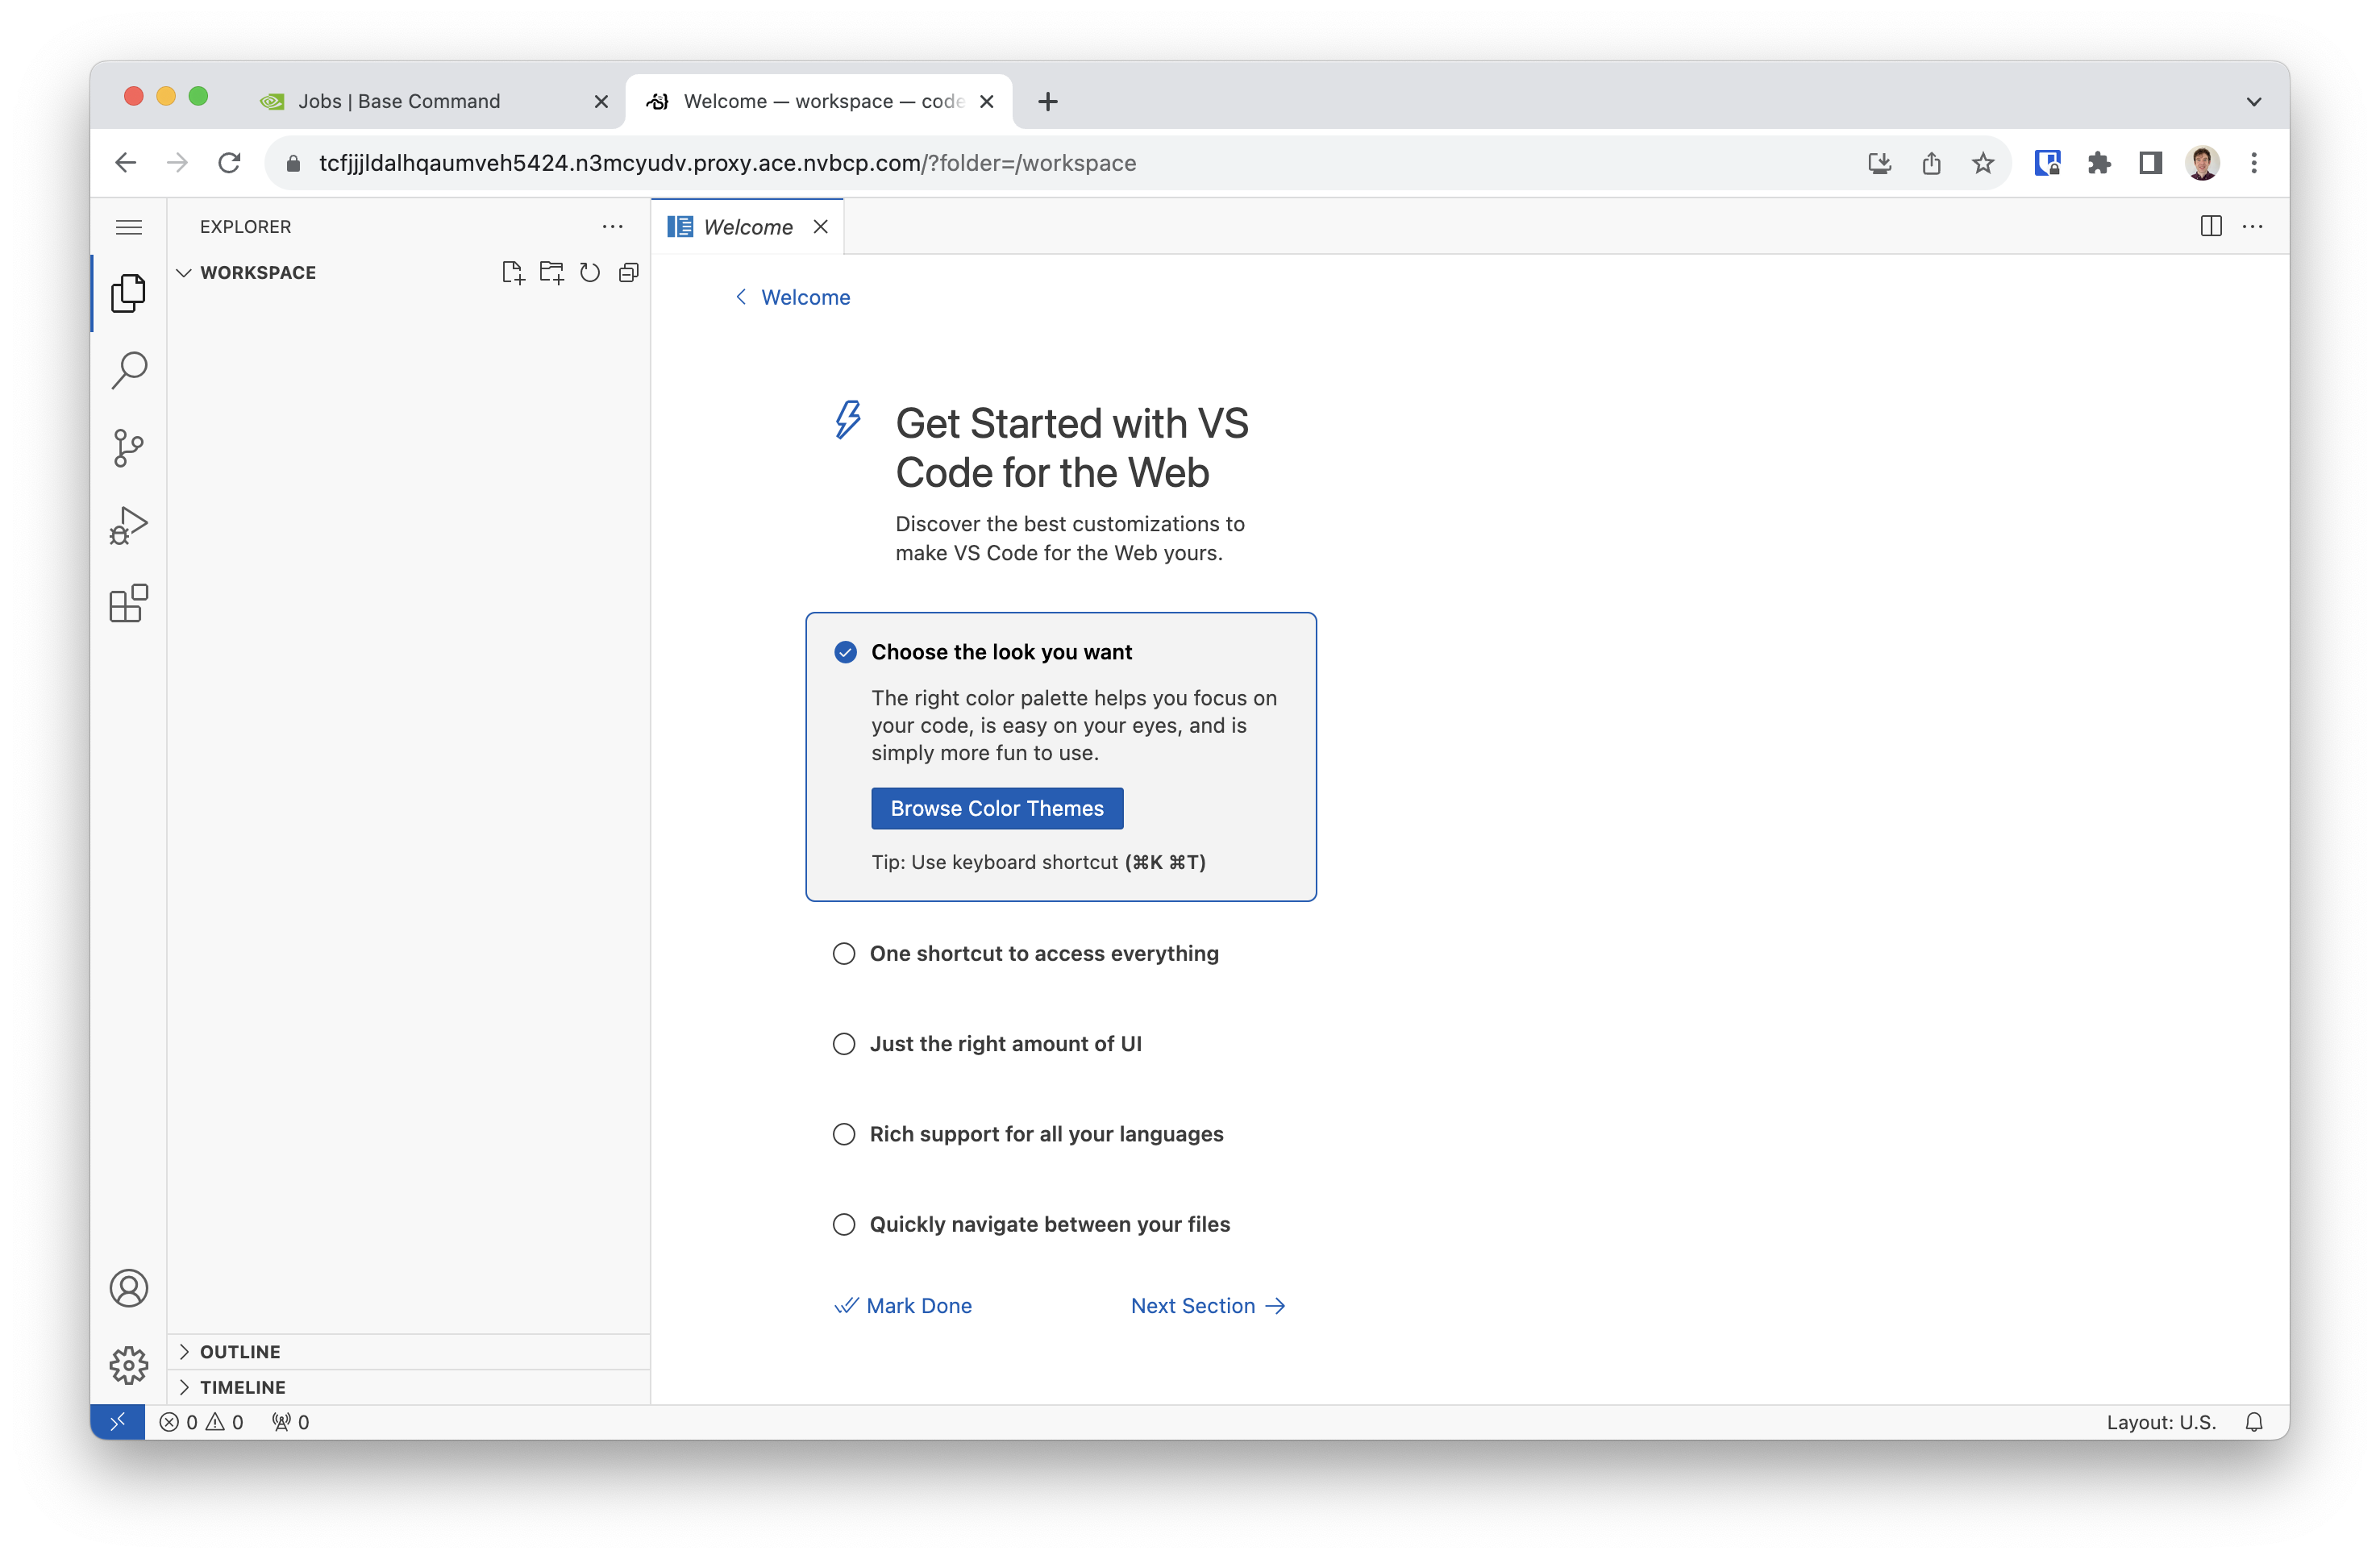 Jobs | Base Command
Welcome — workspace — code
tcfjjjldalhqaumveh5424.n3mcyudv.proxy.ace.nvbcp.com/?folder=/workspace
EXPLORER
Welcome
WORKSPACE
Welcome
Get Started with VS
Code for the Web
Discover the best customizations to
make VS Code for the Web yours.
Choose the look you want
The right color palette helps you focus on
your code, is easy on your eyes, and is
simply more fun to use.
Browse Color Themes
Tip: Use keyboard shortcut (⌘K ⌘T)
One shortcut to access everything
Just the right amount of UI
Rich support for all your languages
Quickly navigate between your files
Mark Done
Next Section
OUTLINE
TIMELINE
0 0 0
Layout: U.S.